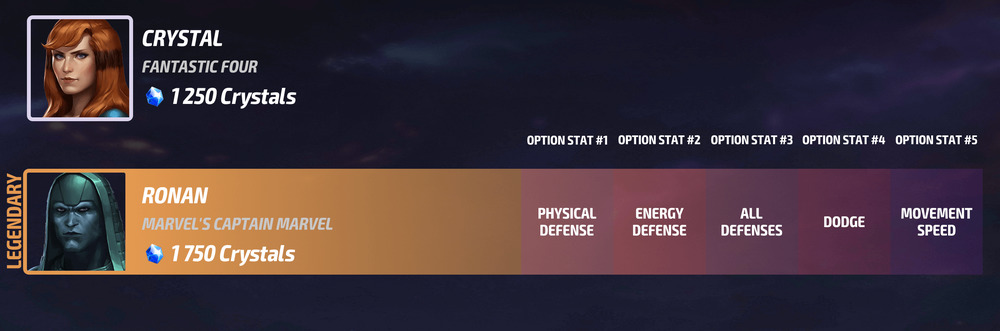 CRYSTAL
FANTASTIC FOUR
1 250 Crystals
OPTION STAT #1 OPTION STAT #2 OPTION STAT #3 OPTION STAT #4 OPTION STAT #5
LEGENDARY
RONAN
MARVEL'S CAPTAIN MARVEL
1 750 Crystals
PHYSICAL
DEFENSE
ENERGY
DEFENSE
ALL
DEFENSES
DODGE
MOVEMENT
SPEED